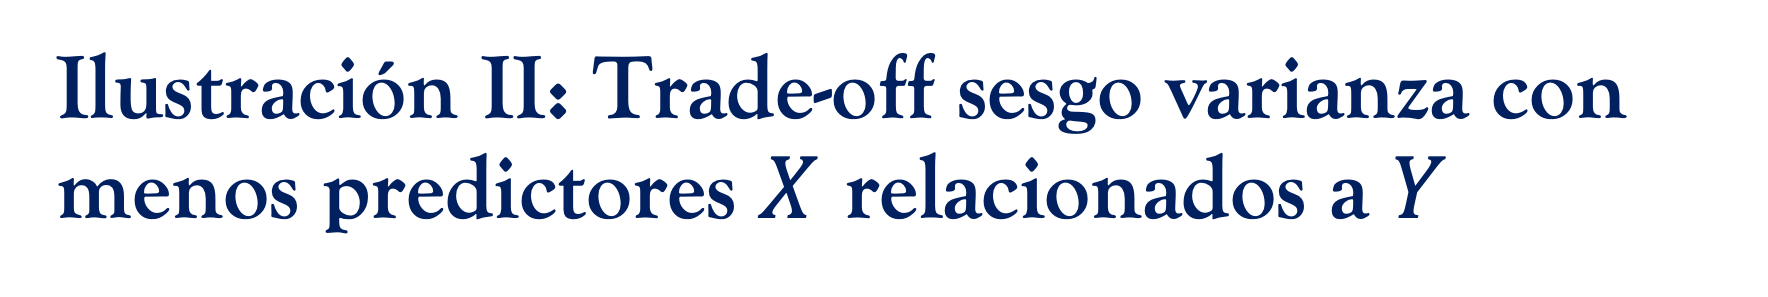 Ilustración II: Trade-off sesgo varianza con
menos predictores X relacionados a Y